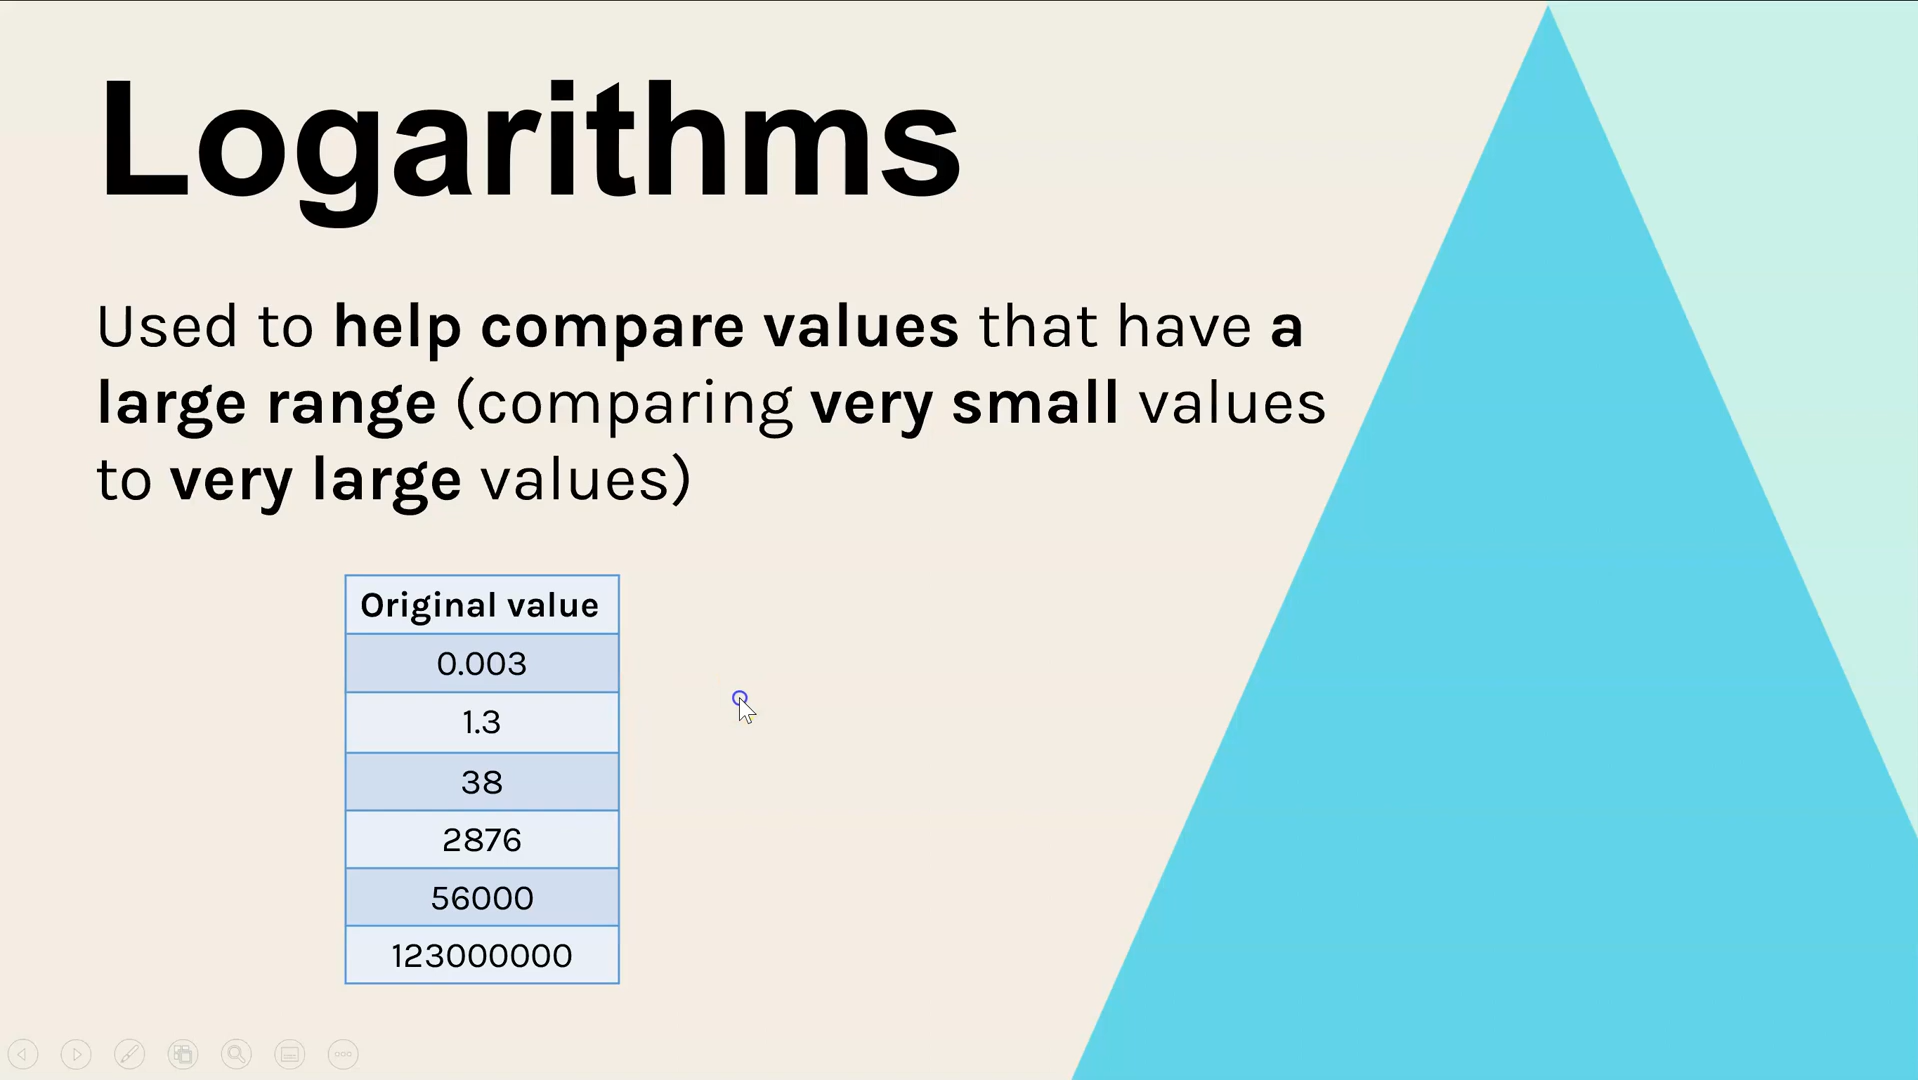 Logarithms
Used to help compare values that have a
large range (comparing very small values
to very large values)
Original value
0.003
1.3
38
2876
56000
123000000